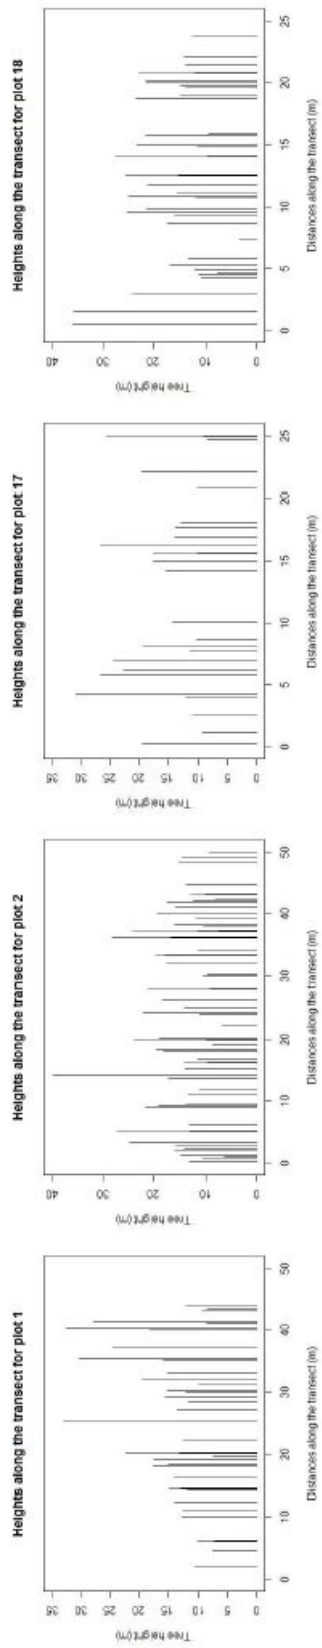 Heights along the transect for plot 1
Tree height (m)
35
30
25
20
15
10
5
0
0 10 20 30 40 50
Distances along the transect (m)
Heights along the transect for plot 2
Tree height (m)
40
30
20
10
0
0 10 20 30 40 50
Distances along the transect (m)
Heights along the transect for plot 17
Tree height (m)
35
30
25
20
15
10
5
0
0 5 10 15 20 25
Distances along the transect (m)
Heights along the transect for plot 18
Tree height (m)
40
30
20
10
0
0 5 10 15 20 25
Distances along the transect (m)